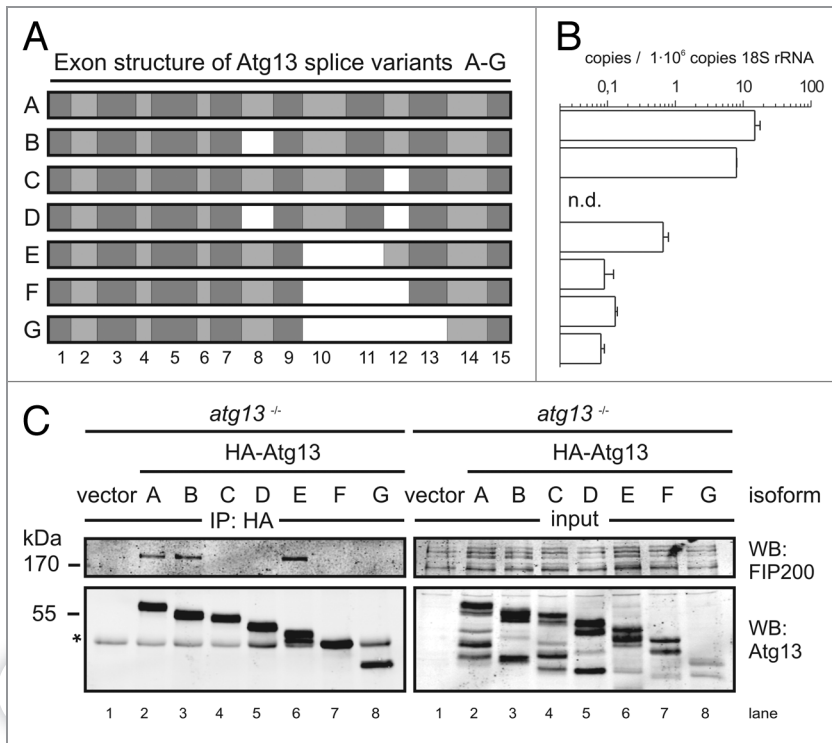 A
Exon structure of Atg13 splice variants A-G
A
B
C
D
E
F
G
1 2 3 4 5 6 7 8 9 10 11 12 13 14 15
B
copies / 1·10⁶ copies 18S rRNA
0,1 1 10 100
n.d.
C
atg13 -/- atg13 -/-
HA-Atg13 HA-Atg13
vector A B C D E F G vector A B C D E F G isoform
IP: HA input
kDa
170
WB:
FIP200
55
*
WB:
Atg13
1 2 3 4 5 6 7 8 1 2 3 4 5 6 7 8 lane